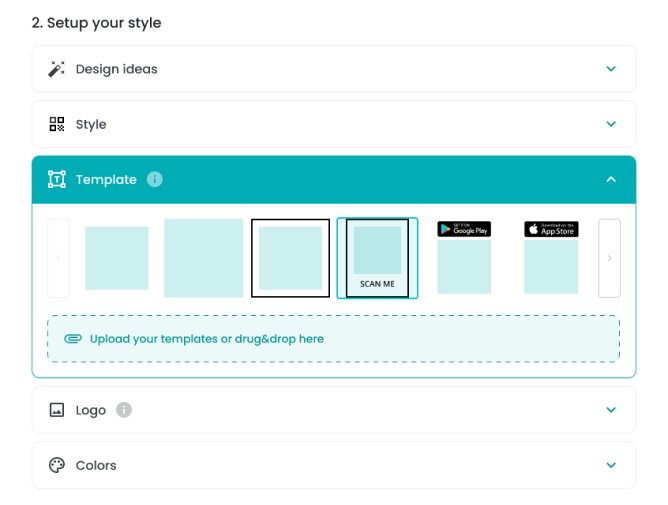 2. Setup your style
Design ideas
Style
Template
GET IT ON
Google Play
Download on the
App Store
SCAN ME
Upload your templates or drug&drop here
Logo
Colors